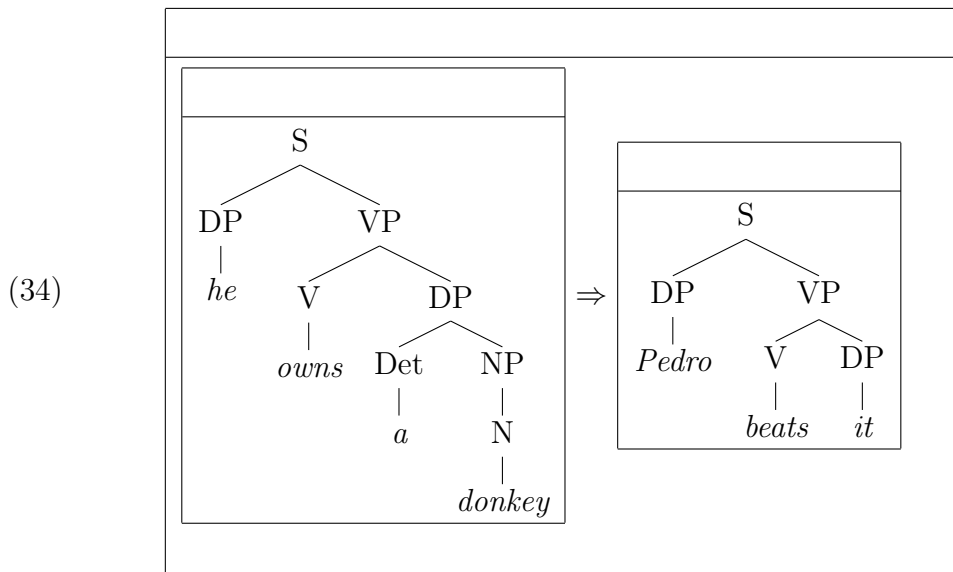 S
DP VP
he V DP
owns Det NP
a N
donkey
(34)
⇒
S
DP VP
Pedro V DP
beats it